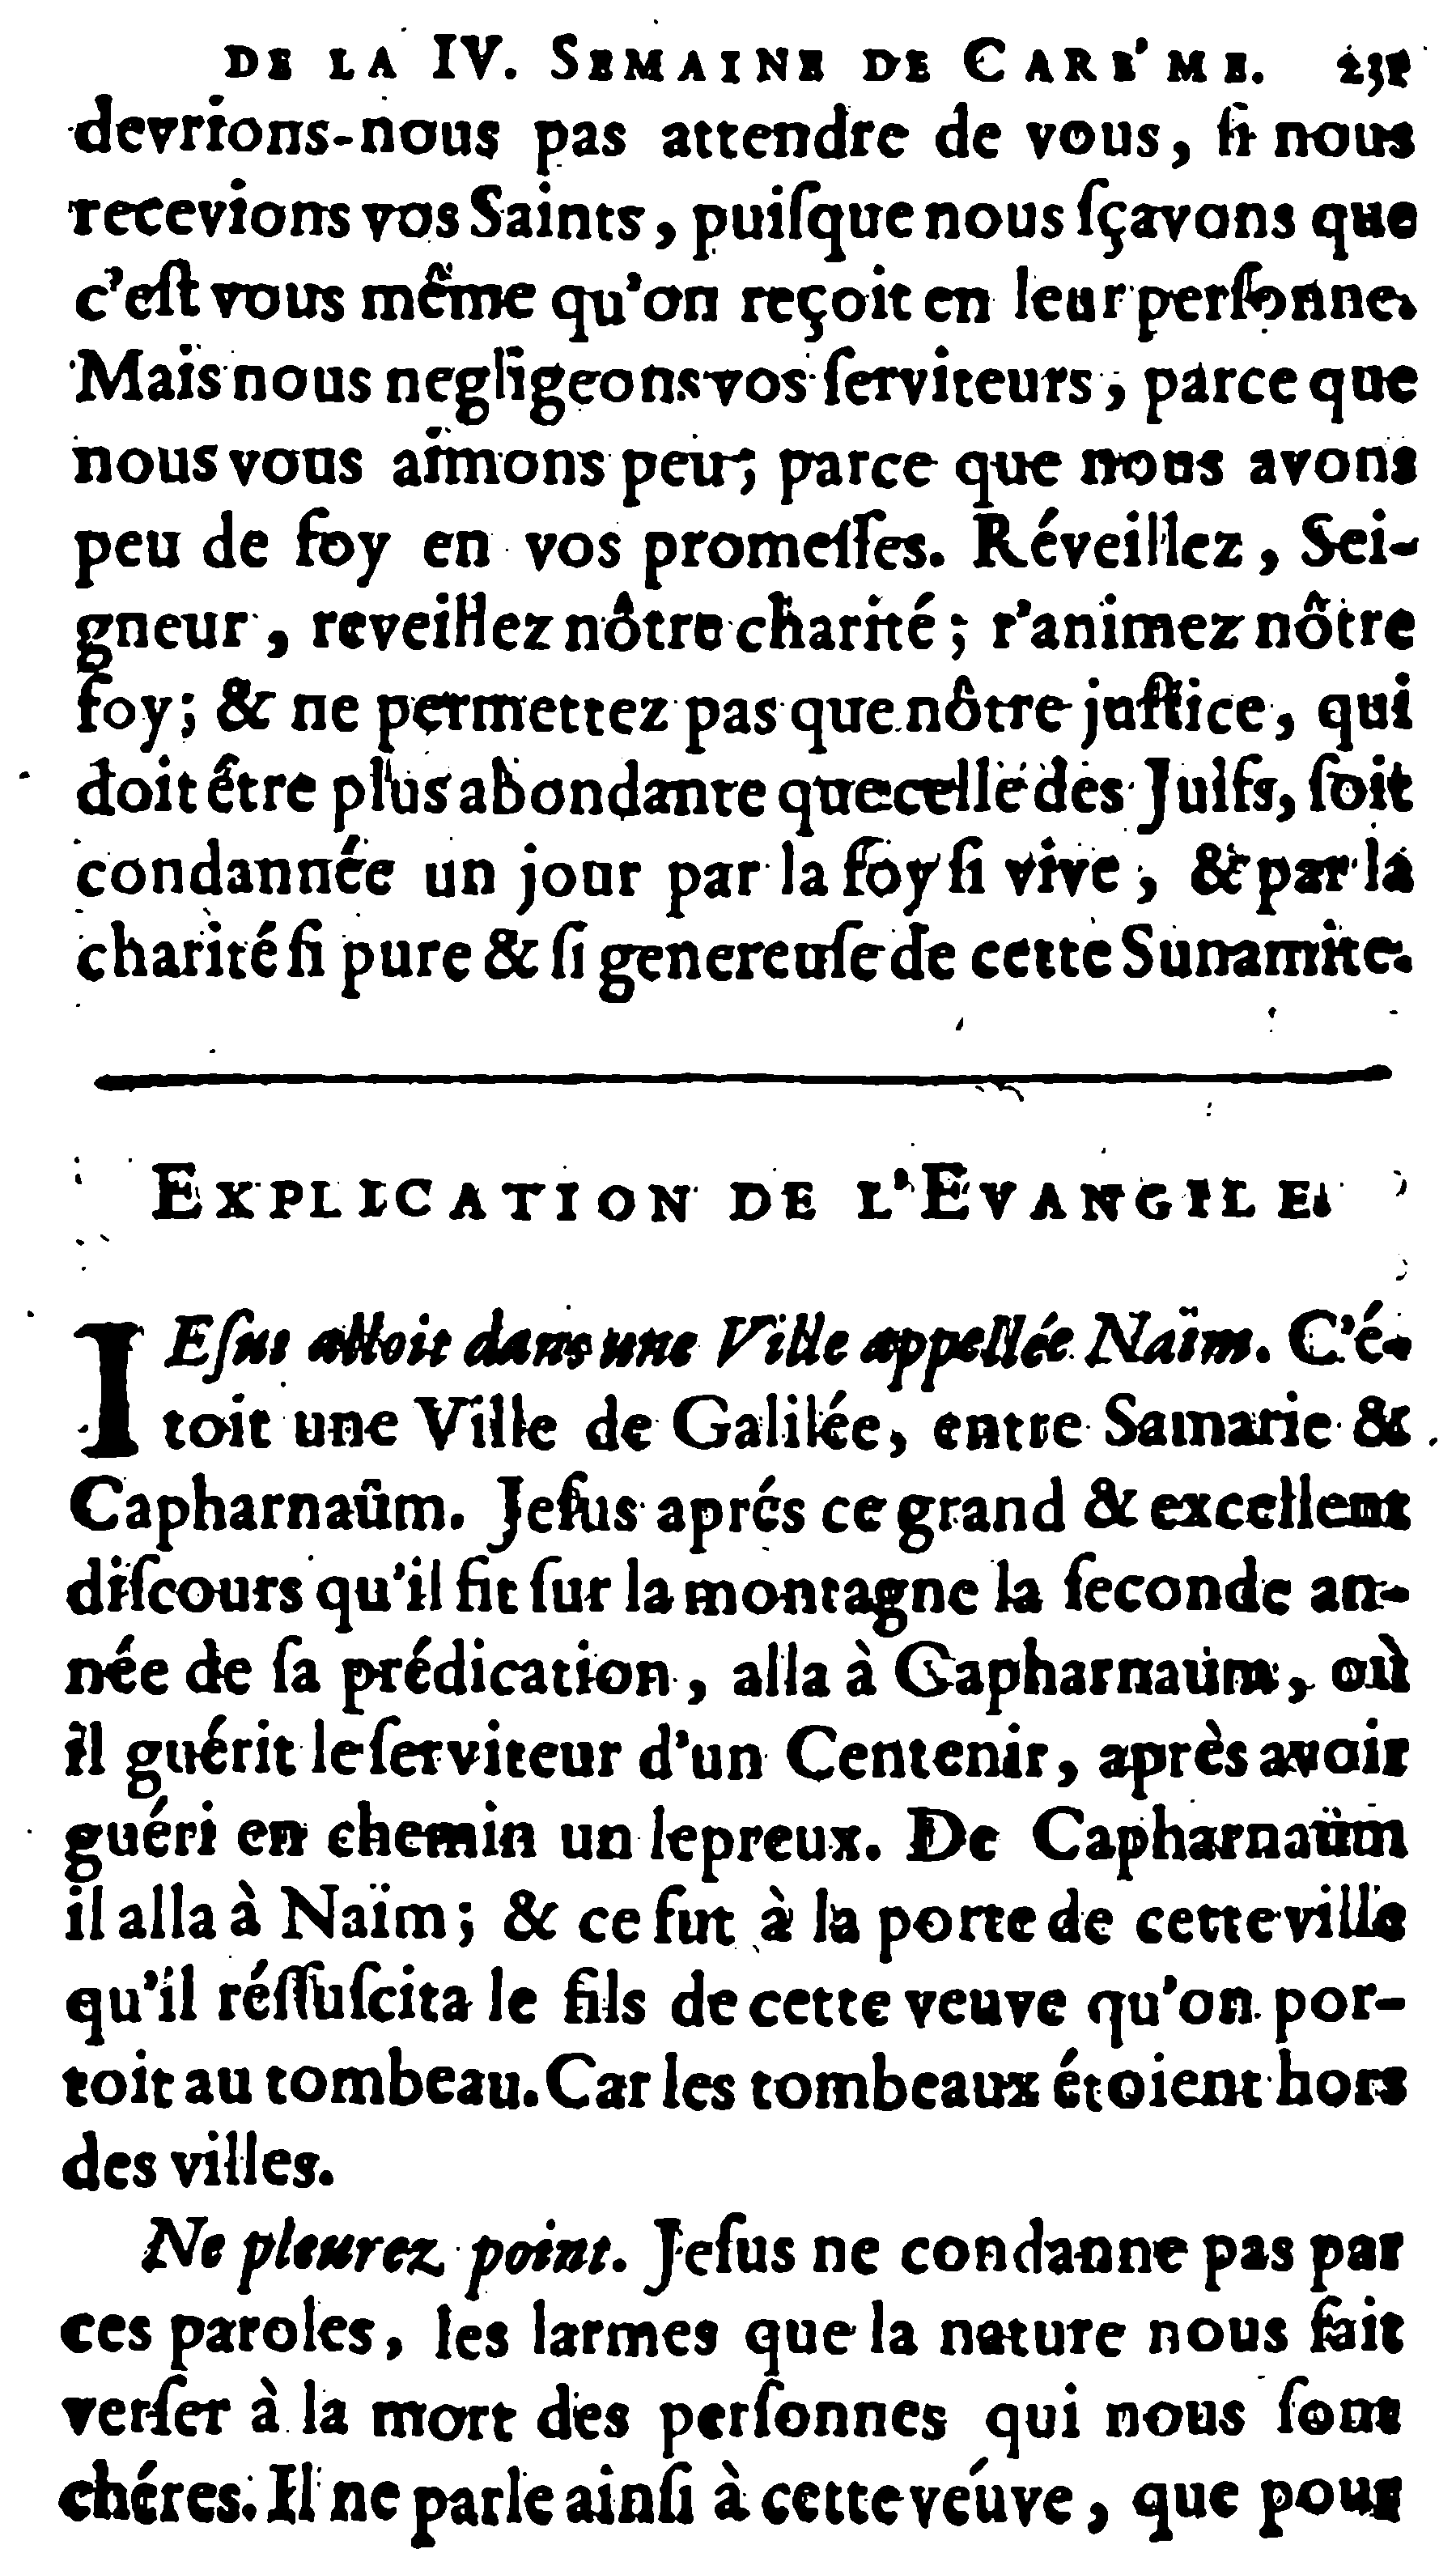 DE LA IV. SEMAINE DE CARE'ME. 231
devrions-nous pas attendre de vous, ſi nous
recevions vos Saints, puiſque nous ſçavons que
c'eſt vous même qu'on reçoit en leur perſonne.
Mais nous negligeons vos ſerviteurs, parce que
nous vous aimons peu; parce que nous avons
peu de foy en vos promeſſes. Réveillez, Sei-
gneur, reveillez nôtre charité; r'animez nôtre
foy; & ne permettez pas que nôtre juſtice, qui
doit être plus abondante que celle des Juifs, ſoit
condannée un jour par la foy ſi vive, & par la
charité ſi pure & ſi genereuſe de cette Sunamite.
EXPLICATION DE L'EVANGILE.
IEſus alloit dans une Ville appellée Naïm. C'é-
toit une Ville de Galilée, entre Samarie &
Capharnaüm. Jeſus aprés ce grand & excellent
diſcours qu'il fit ſur la montagne la ſeconde an-
née de ſa prédication, alla à Capharnaüm, où
il guérit le ſerviteur d'un Centenir, après avoir
guéri en chemin un lepreux. De Capharnaüm
il alla à Naïm; & ce fut à la porte de cette ville
qu'il réſſuſcita le fils de cette veuve qu'on por-
toit au tombeau. Car les tombeaux étoient hors
des villes.
Ne pleurez point. Jeſus ne condanne pas par
ces paroles, les larmes que la nature nous fait
verſer à la mort des perſonnes qui nous ſont
chéres. Il ne parle ainſi à cette veuve, que pour